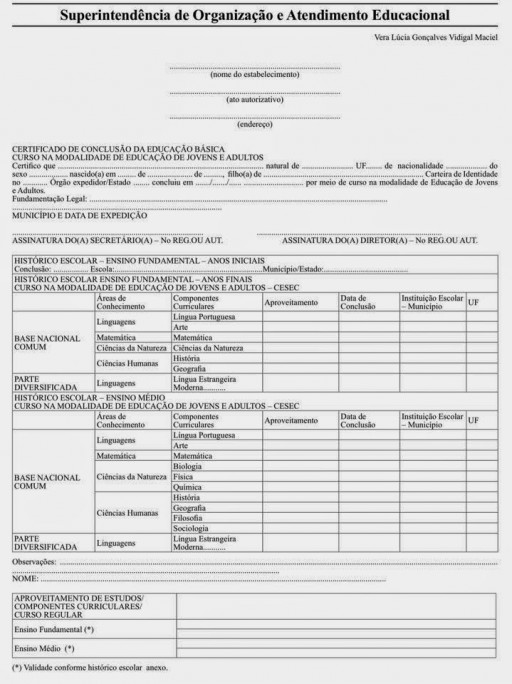 Superintendência de Organização e Atendimento Educacional
Vera Lúcia Gonçalves Vidigal Maciel
(nome do estabelecimento)
(ato autorizativo)
(endereço)
CERTIFICADO DE CONCLUSÃO DA EDUCAÇÃO BÁSICA
CURSO NA MODALIDADE DE EDUCAÇÃO DE JOVENS E ADULTOS
Certifico que ........................ natural de ........................ UF....... de nacionalidade .................. do
sexo .................. nascido(a) em ........ de .................. de ........, filho(a) de ........................ Carteira de Identidade
no ........... Órgão expedidor/Estado ........ concluiu em ....../....../...... ........................ por meio de curso na modalidade de Educação de Jovens
e Adultos.
Fundamentação Legal: ........................
MUNICÍPIO E DATA DE EXPEDIÇÃO
ASSINATURA DO(A) SECRETÁRIO(A) – No REG.OU AUT. ASSINATURA DO(A) DIRETOR(A) – No REG.OU AUT.
HISTÓRICO ESCOLAR – ENSINO FUNDAMENTAL – ANOS INICIAIS
Conclusão: .................. Escola:........................Município/Estado:........................
HISTÓRICO ESCOLAR ENSINO FUNDAMENTAL – ANOS FINAIS
CURSO NA MODALIDADE DE EDUCAÇÃO DE JOVENS E ADULTOS – CESEC
Áreas de Conhecimento Componentes Curriculares Aproveitamento Data de Conclusão Instituição Escolar – Município UF
BASE NACIONAL COMUM Linguagens Língua Portuguesa
Arte
Matemática Matemática
Ciências da Natureza Ciências da Natureza
Ciências Humanas História
Geografia
PARTE DIVERSIFICADA Linguagens Língua Estrangeira Moderna...........
HISTÓRICO ESCOLAR – ENSINO MÉDIO
CURSO NA MODALIDADE DE EDUCAÇÃO DE JOVENS E ADULTOS – CESEC
Áreas de Conhecimento Componentes Curriculares Aproveitamento Data de Conclusão Instituição Escolar – Município UF
BASE NACIONAL COMUM Linguagens Língua Portuguesa
Arte
Matemática Matemática
Ciências da Natureza Biologia
Física
Química
Ciências Humanas História
Geografia
Filosofia
Sociologia
PARTE DIVERSIFICADA Linguagens Língua Estrangeira Moderna...........
Observações: ........................
NOME: ........................
APROVEITAMENTO DE ESTUDOS/
COMPONENTES CURRICULARES/
CURSO REGULAR
Ensino Fundamental (*)
Ensino Médio (*)
(*) Validade conforme histórico escolar anexo.